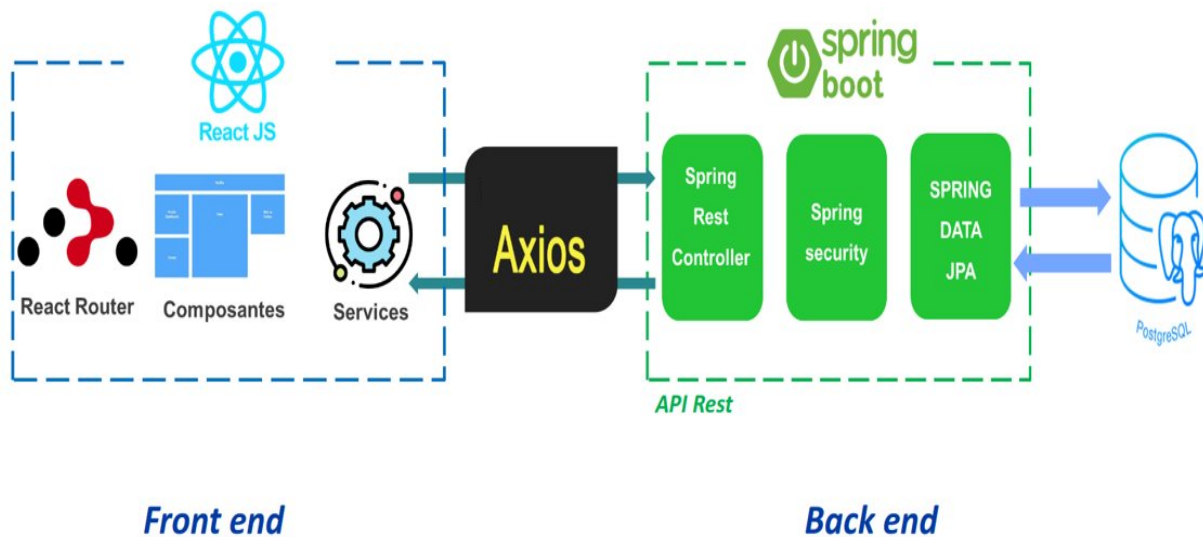 spring
boot
React JS
React Router
Composantes
Services
Axios
Spring
Rest
Controller
Spring
security
SPRING
DATA
JPA
PostgreSQL
API Rest
Front end
Back end